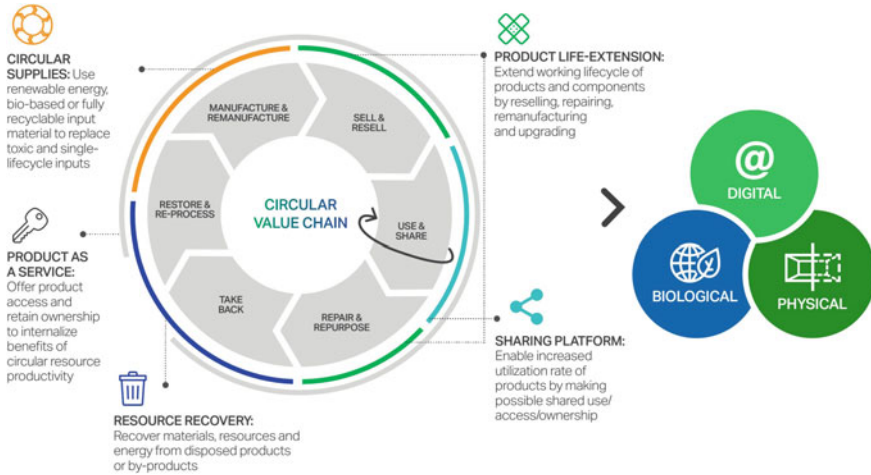 CIRCULAR
SUPPLIES: Use
renewable energy,
bio-based or fully
recyclable input
material to replace
toxic and single-
lifecycle inputs
PRODUCT AS
A SERVICE:
Offer product
access and
retain ownership
to internalize
benefits of
circular resource
productivity
RESOURCE RECOVERY:
Recover materials, resources and
energy from disposed products
or by-products
MANUFACTURE &
REMANUFACTURE
SELL &
RESELL
USE &
SHARE
REPAIR &
REPURPOSE
TAKE
BACK
RESTORE &
RE-PROCESS
CIRCULAR
VALUE CHAIN
PRODUCT LIFE-EXTENSION:
Extend working lifecycle of
products and components
by reselling, repairing,
remanufacturing
and upgrading
SHARING PLATFORM:
Enable increased
utilization rate of
products by making
possible shared use/
access/ownership
@
DIGITAL
BIOLOGICAL
PHYSICAL